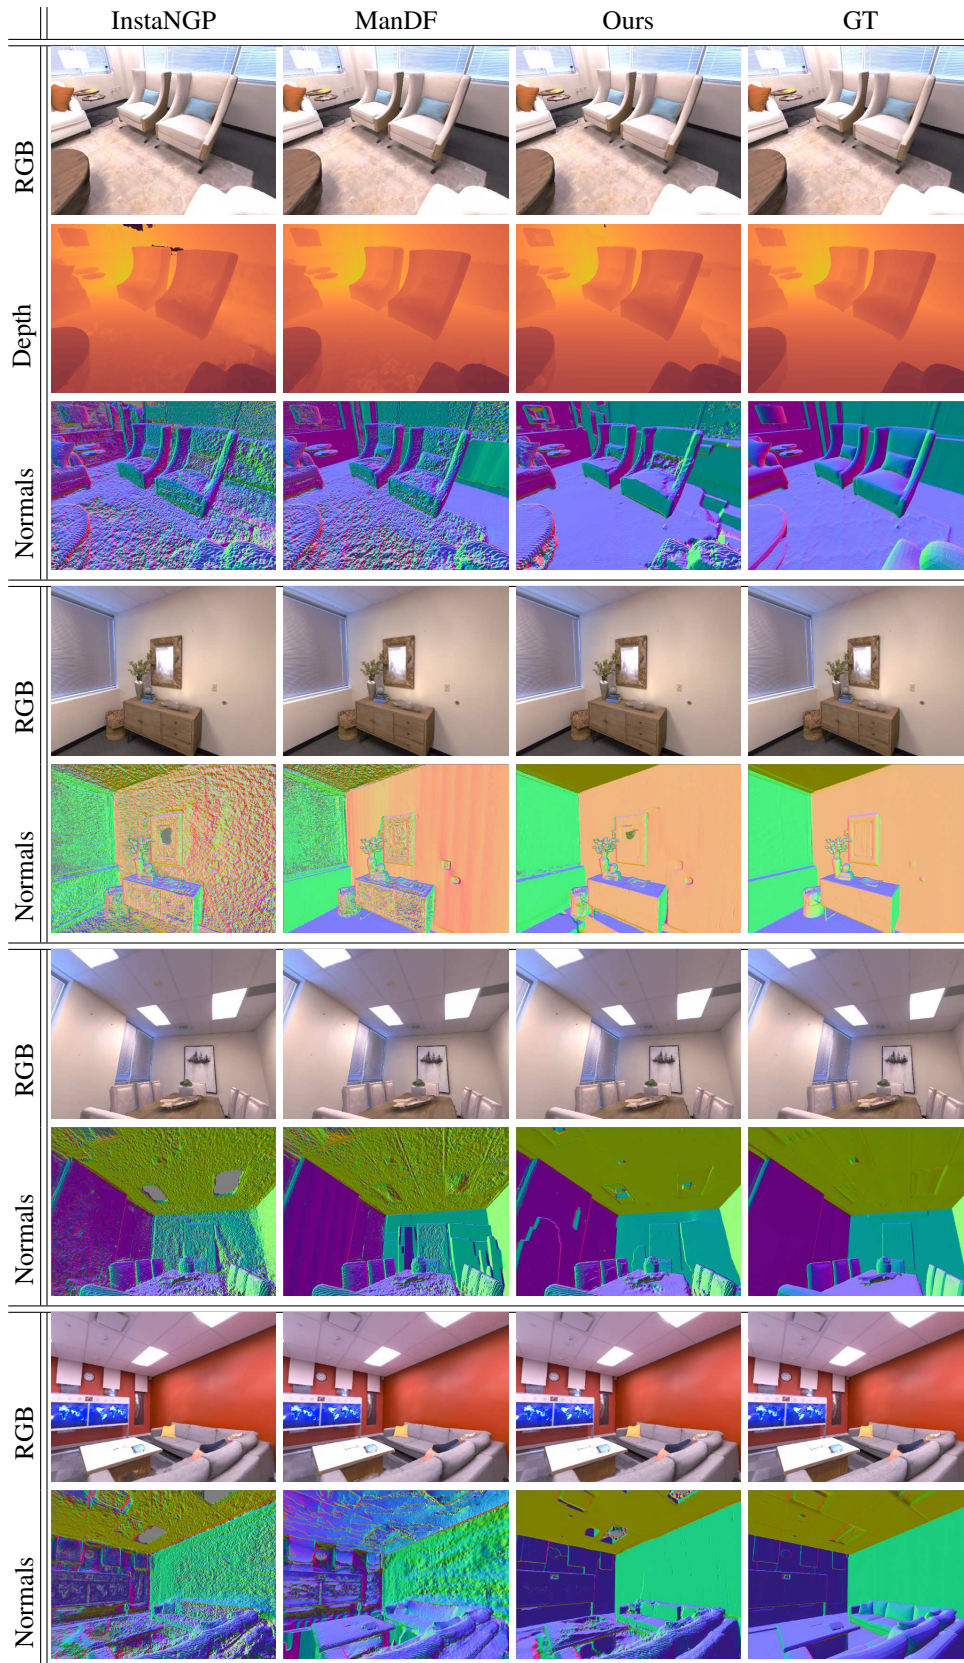 InstaNGP ManDF Ours GT
RGB
Depth
Normals
RGB
Normals
RGB
Normals
RGB
Normals